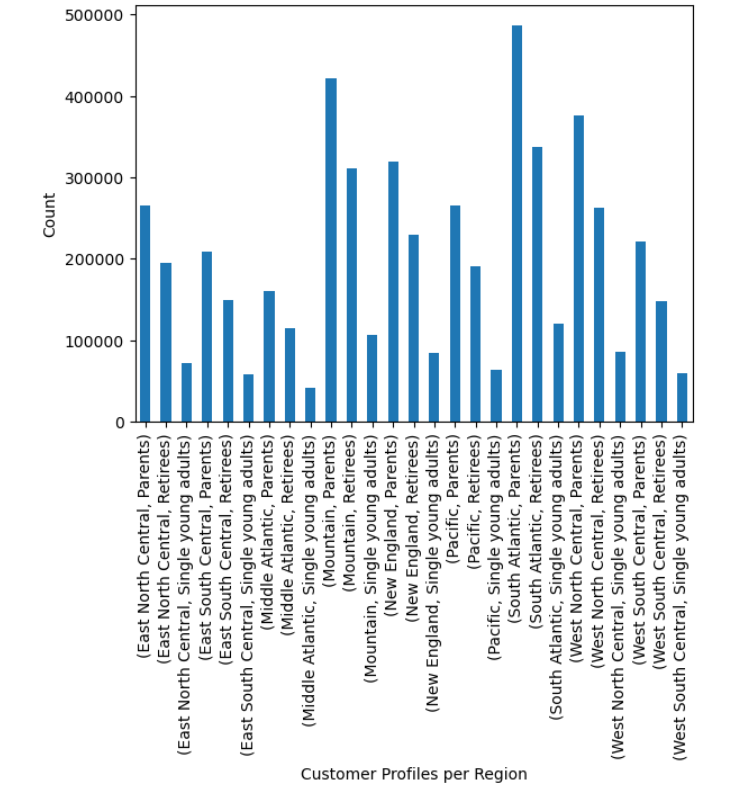 500000
400000
300000
200000
100000
0
Count
(East North Central, Parents)
(East North Central, Retirees)
(East North Central, Single young adults)
(East South Central, Parents)
(East South Central, Retirees)
(East South Central, Single young adults)
(Middle Atlantic, Parents)
(Middle Atlantic, Retirees)
(Middle Atlantic, Single young adults)
(Mountain, Parents)
(Mountain, Retirees)
(Mountain, Single young adults)
(New England, Parents)
(New England, Retirees)
(New England, Single young adults)
(Pacific, Parents)
(Pacific, Retirees)
(Pacific, Single young adults)
(South Atlantic, Parents)
(South Atlantic, Retirees)
(South Atlantic, Single young adults)
(West North Central, Parents)
(West North Central, Retirees)
(West North Central, Single young adults)
(West South Central, Parents)
(West South Central, Retirees)
(West South Central, Single young adults)
Customer Profiles per Region